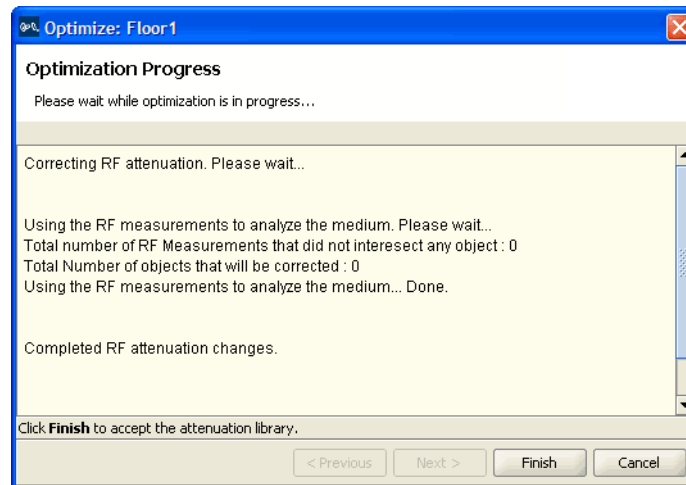 Optimize: Floor1
Optimization Progress
Please wait while optimization is in progress...
Correcting RF attenuation. Please wait...
Using the RF measurements to analyze the medium. Please wait...
Total number of RF Measurements that did not interesect any object : 0
Total Number of objects that will be corrected : 0
Using the RF measurements to analyze the medium... Done.
Completed RF attenuation changes.
Click Finish to accept the attenuation library.
< Previous Next > Finish Cancel